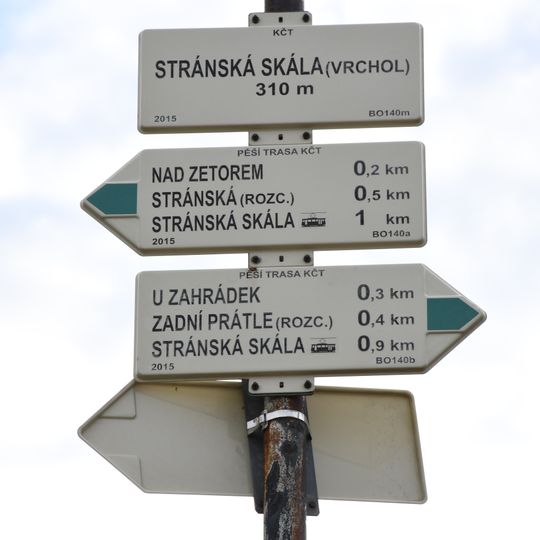 KČT
STRÁNSKÁ SKÁLA (VRCHOL)
310 m
2015 BO140m
PĚŠÍ TRASA KČT
NAD ZETOREM 0,2 km
STRÁNSKÁ (ROZC.) 0,5 km
STRÁNSKÁ SKÁLA 1 km
2015 BO140a
PĚŠÍ TRASA KČT
U ZAHRÁDEK 0,3 km
ZADNÍ PRÁTLE (ROZC.) 0,4 km
STRÁNSKÁ SKÁLA 0,9 km
2015 BO140b